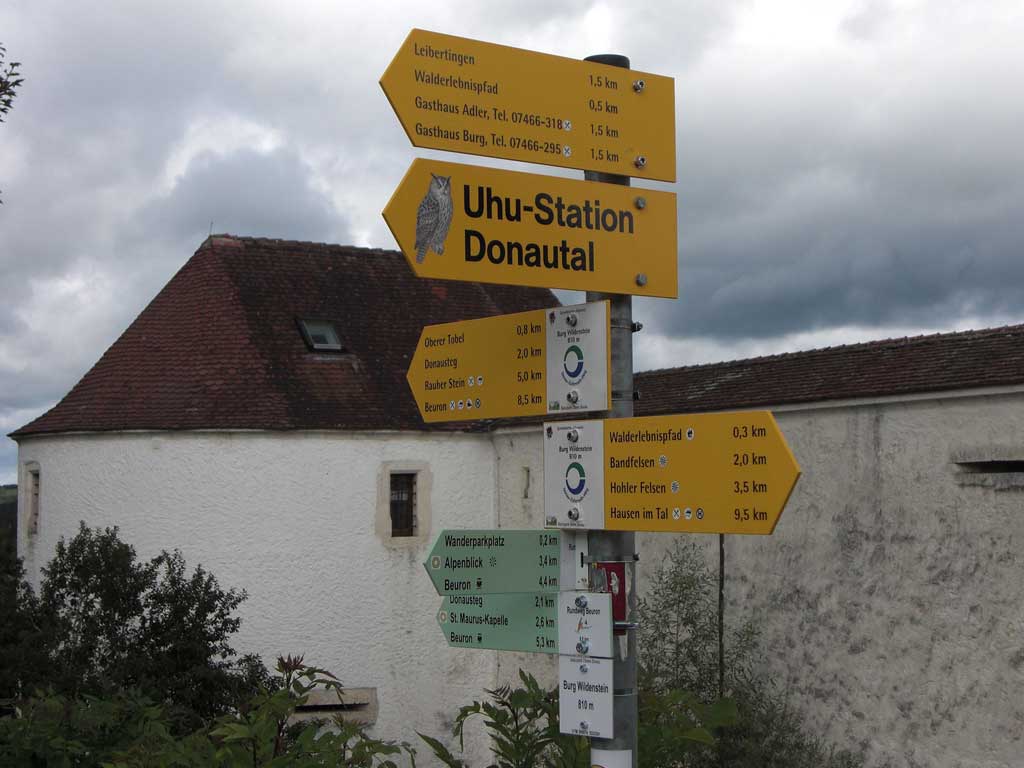 Leibertingen 1,5 km
Walderlebnispfad 0,5 km
Gasthaus Adler, Tel. 07466-318 1,5 km
Gasthaus Burg, Tel. 07466-295 1,5 km
Uhu-Station
Donautal
Oberer Tobel 0,8 km
Donausteg 2,0 km
Rauher Stein 5,0 km
Beuron 8,5 km
Burg Wildenstein
810 m
Burg Wildenstein
810 m
Walderlebnispfad 0,3 km
Bandfelsen 2,0 km
Hohler Felsen 3,5 km
Hausen im Tal 9,5 km
Wanderparkplatz 0,2 km
Alpenblick 3,4 km
Beuron 4,4 km
Donausteg 2,1 km
St. Maurus-Kapelle 2,6 km
Beuron 5,3 km
Rundweg Beuron
Burg Wildenstein
810 m